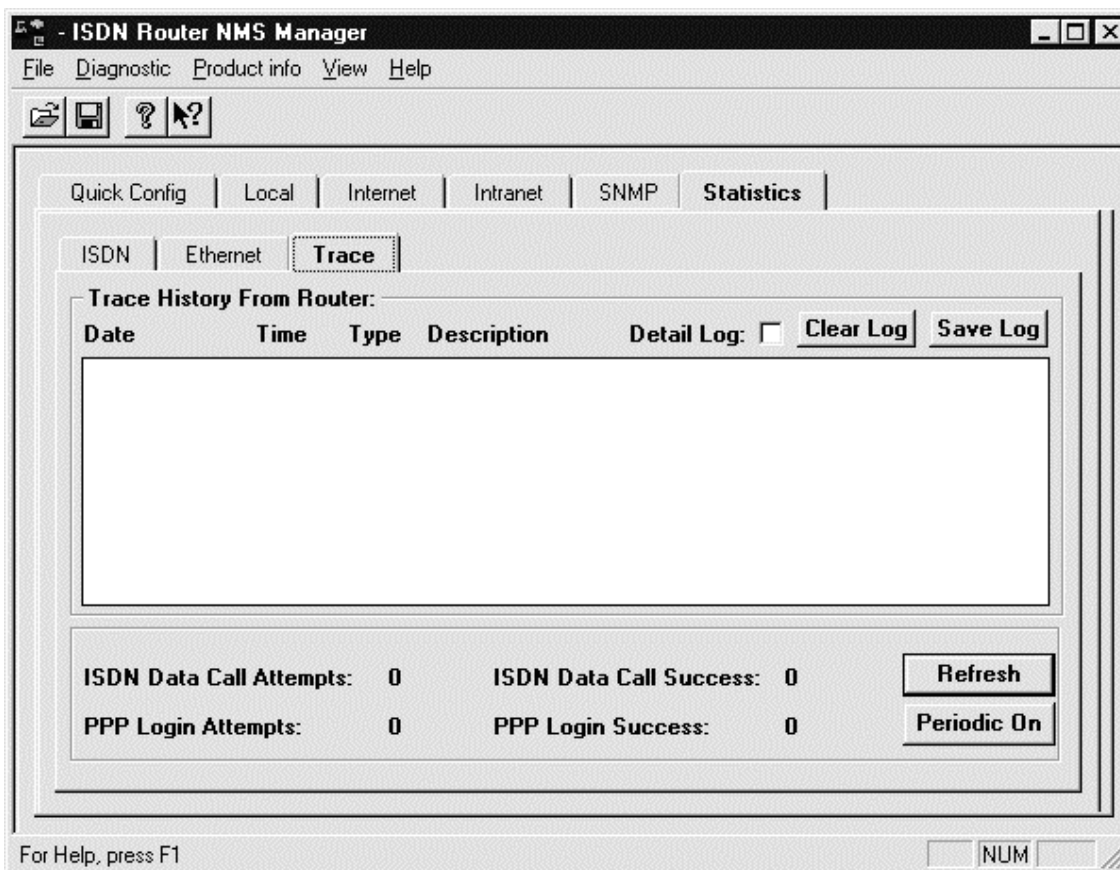 - ISDN Router NMS Manager
File Diagnostic Product info View Help
Quick Config Local Internet Intranet SNMP Statistics
ISDN Ethernet Trace
Trace History From Router:
Date Time Type Description Detail Log: Clear Log Save Log
ISDN Data Call Attempts: 0 ISDN Data Call Success: 0 Refresh
PPP Login Attempts: 0 PPP Login Success: 0 Periodic On
For Help, press F1 NUM